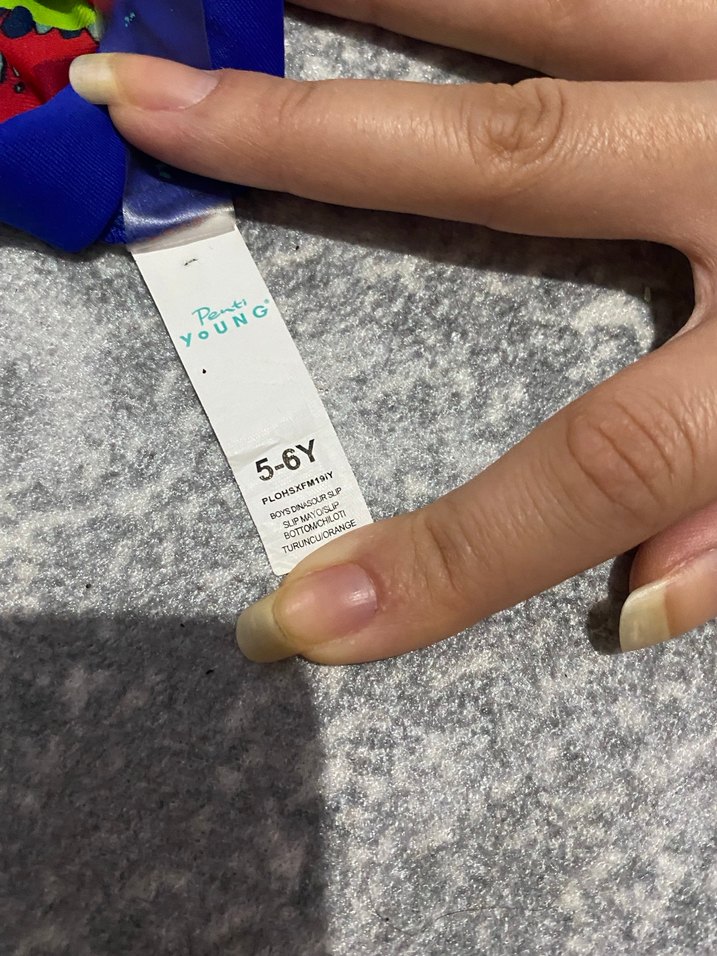 Penti
YOUNG®
5-6Y
PLOHSXFM19IY
BOYS DINASOUR SLIP
SLIP MAYO/SLIP
BOTTOM/CHILOTI
TURUNCU/ORANGE